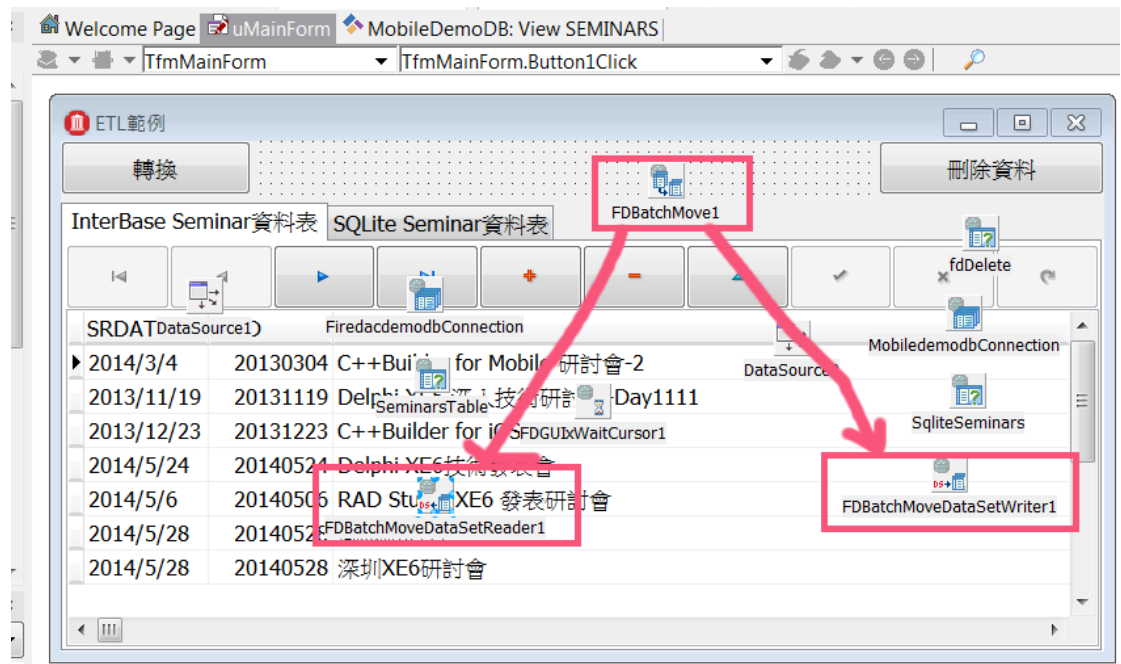 Welcome Page uMainForm MobileDemoDB: View SEMINARS
TfmMainForm TfmMainForm.Button1Click
ETL範例
轉換 刪除資料
FDBatchMove1
InterBase Seminar資料表 SQLite Seminar資料表
fdDelete
SRDAT DataSource1
FiredacdemodbConnection
MobiledemodbConnection
2014/3/4 20130304 C++Builder for Mobile 研討會-2
DataSource
2013/11/19 20131119 Delphi XE5 技術研 Day1111
SeminarsTable
SqliteSeminars
2013/12/23 20131223 C++Builder for iOS
FDGUIxWaitCursor1
2014/5/24 20140524 Delphi XE6技術發表會
2014/5/6 20140506 RAD Studio XE6 發表研討會
FDBatchMoveDataSetWriter1
FDBatchMoveDataSetReader1
2014/5/28 20140528
2014/5/28 20140528 深圳XE6研討會